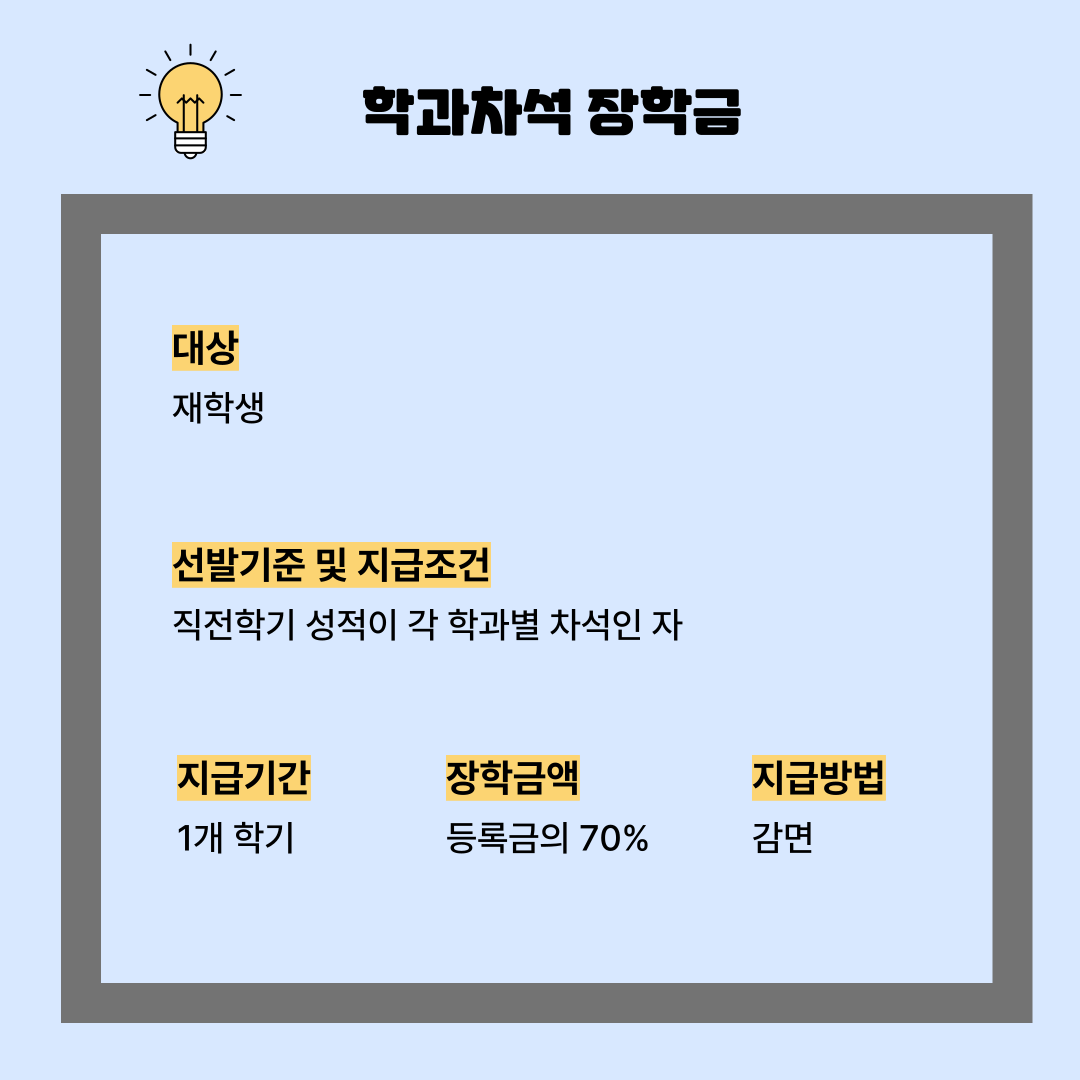 학과차석 장학금
대상
재학생
선발기준 및 지급조건
직전학기 성적이 각 학과별 차석인 자
지급기간
1개 학기
장학금액
등록금의 70%
지급방법
감면